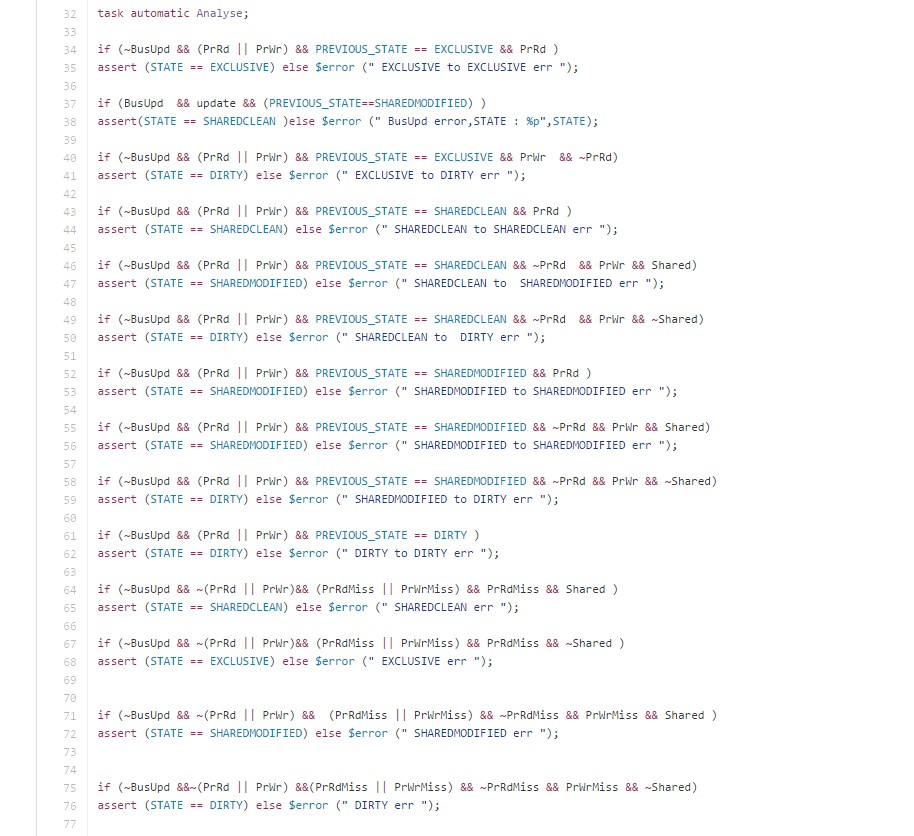 32 task automatic Analyse;
33
34 if (~BusUpd && (PrRd || PrWr) && PREVIOUS_STATE == EXCLUSIVE && PrRd )
35 assert (STATE == EXCLUSIVE) else $error (" EXCLUSIVE to EXCLUSIVE err ");
36
37 if (BusUpd  && update && (PREVIOUS_STATE==SHAREDMODIFIED) )
38 assert(STATE == SHAREDCLEAN )else $error (" BusUpd error,STATE : %p",STATE);
39
40 if (~BusUpd && (PrRd || PrWr) && PREVIOUS_STATE == EXCLUSIVE && PrWr  && ~PrRd)
41 assert (STATE == DIRTY) else $error (" EXCLUSIVE to DIRTY err ");
42
43 if (~BusUpd && (PrRd || PrWr) && PREVIOUS_STATE == SHAREDCLEAN && PrRd )
44 assert (STATE == SHAREDCLEAN) else $error (" SHAREDCLEAN to SHAREDCLEAN err ");
45
46 if (~BusUpd && (PrRd || PrWr) && PREVIOUS_STATE == SHAREDCLEAN && ~PrRd  && PrWr && Shared)
47 assert (STATE == SHAREDMODIFIED) else $error (" SHAREDCLEAN to  SHAREDMODIFIED err ");
48
49 if (~BusUpd && (PrRd || PrWr) && PREVIOUS_STATE == SHAREDCLEAN && ~PrRd  && PrWr && ~Shared)
50 assert (STATE == DIRTY) else $error (" SHAREDCLEAN to  DIRTY err ");
51
52 if (~BusUpd && (PrRd || PrWr) && PREVIOUS_STATE == SHAREDMODIFIED && PrRd )
53 assert (STATE == SHAREDMODIFIED) else $error (" SHAREDMODIFIED to SHAREDMODIFIED err ");
54
55 if (~BusUpd && (PrRd || PrWr) && PREVIOUS_STATE == SHAREDMODIFIED && ~PrRd && PrWr && Shared)
56 assert (STATE == SHAREDMODIFIED) else $error (" SHAREDMODIFIED to SHAREDMODIFIED err ");
57
58 if (~BusUpd && (PrRd || PrWr) && PREVIOUS_STATE == SHAREDMODIFIED && ~PrRd && PrWr && ~Shared)
59 assert (STATE == DIRTY) else $error (" SHAREDMODIFIED to DIRTY err ");
60
61 if (~BusUpd && (PrRd || PrWr) && PREVIOUS_STATE == DIRTY )
62 assert (STATE == DIRTY) else $error (" DIRTY to DIRTY err ");
63
64 if (~BusUpd && ~(PrRd || PrWr)&& (PrRdMiss || PrWrMiss) && PrRdMiss && Shared )
65 assert (STATE == SHAREDCLEAN) else $error (" SHAREDCLEAN err ");
66
67 if (~BusUpd && ~(PrRd || PrWr)&& (PrRdMiss || PrWrMiss) && PrRdMiss && ~Shared )
68 assert (STATE == EXCLUSIVE) else $error (" EXCLUSIVE err ");
69
70
71 if (~BusUpd && ~(PrRd || PrWr) &&  (PrRdMiss || PrWrMiss) && ~PrRdMiss && PrWrMiss && Shared )
72 assert (STATE == SHAREDMODIFIED) else $error (" SHAREDMODIFIED err ");
73
74
75 if (~BusUpd &&~(PrRd || PrWr) &&(PrRdMiss || PrWrMiss) && ~PrRdMiss && PrWrMiss && ~Shared)
76 assert (STATE == DIRTY) else $error (" DIRTY err ");
77